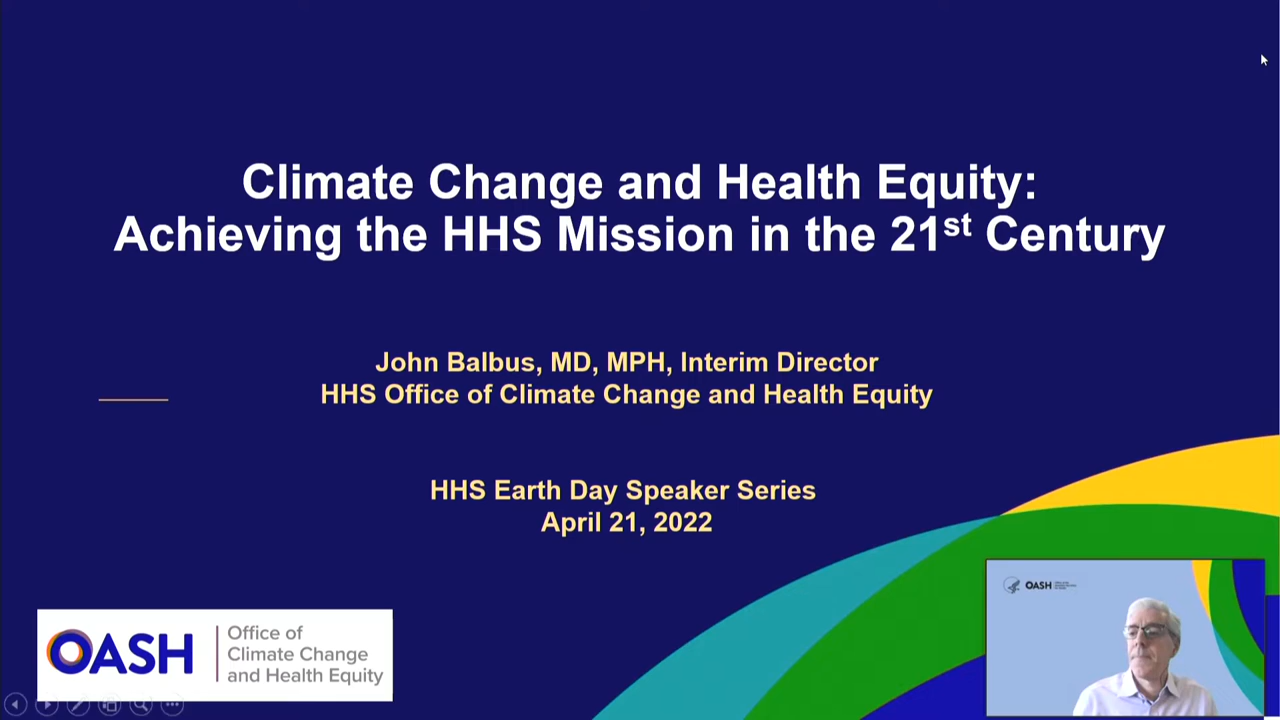 Climate Change and Health Equity:
Achieving the HHS Mission in the 21st Century
John Balbus, MD, MPH, Interim Director
HHS Office of Climate Change and Health Equity
HHS Earth Day Speaker Series
April 21, 2022
OASH
Office of
Climate Change
and Health Equity
OASH